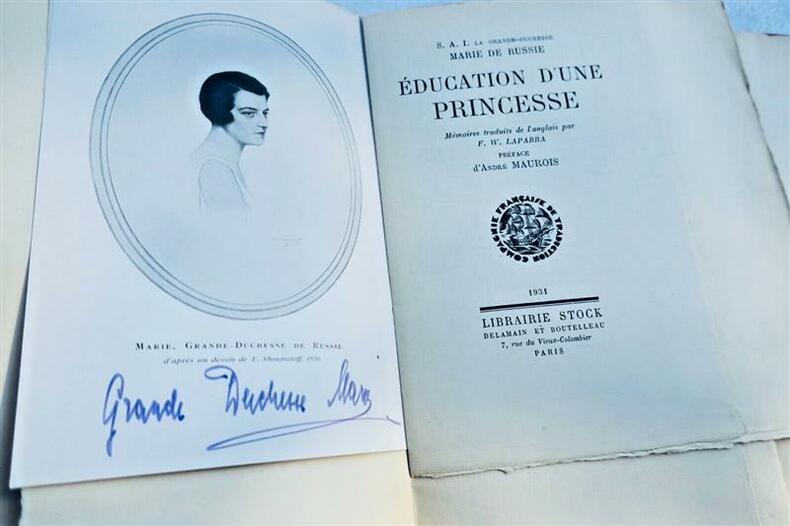 MARIE, GRANDE-DUCHESSE DE RUSSIE
d'après un dessin de E. Shoumatoff, 1930.
Grande Duchesse Marie
S. A. I. LA GRANDE-DUCHESSE
MARIE DE RUSSIE
ÉDUCATION D'UNE
PRINCESSE
Mémoires traduits de l'anglais par
F. W. LAPARRA
PRÉFACE
d'ANDRÉ MAUROIS
COMPAGNIE FRANÇAISE DE TRADUCTION
1931
LIBRAIRIE STOCK
DELAMAIN ET BOUTELLEAU
7, rue du Vieux-Colombier
PARIS